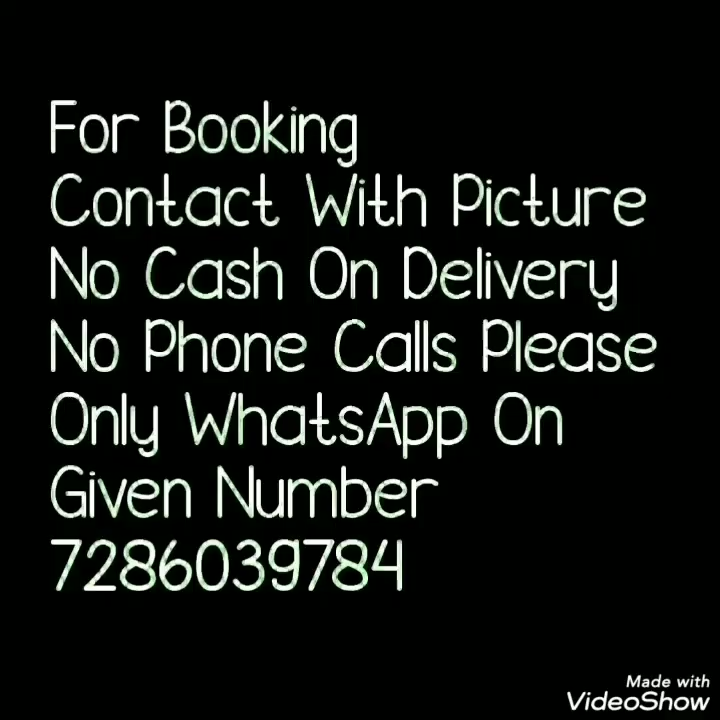 For Booking
Contact With Picture
No Cash On Delivery
No Phone Calls Please
Only WhatsApp On
Given Number
7286039784
Made with
VideoShow